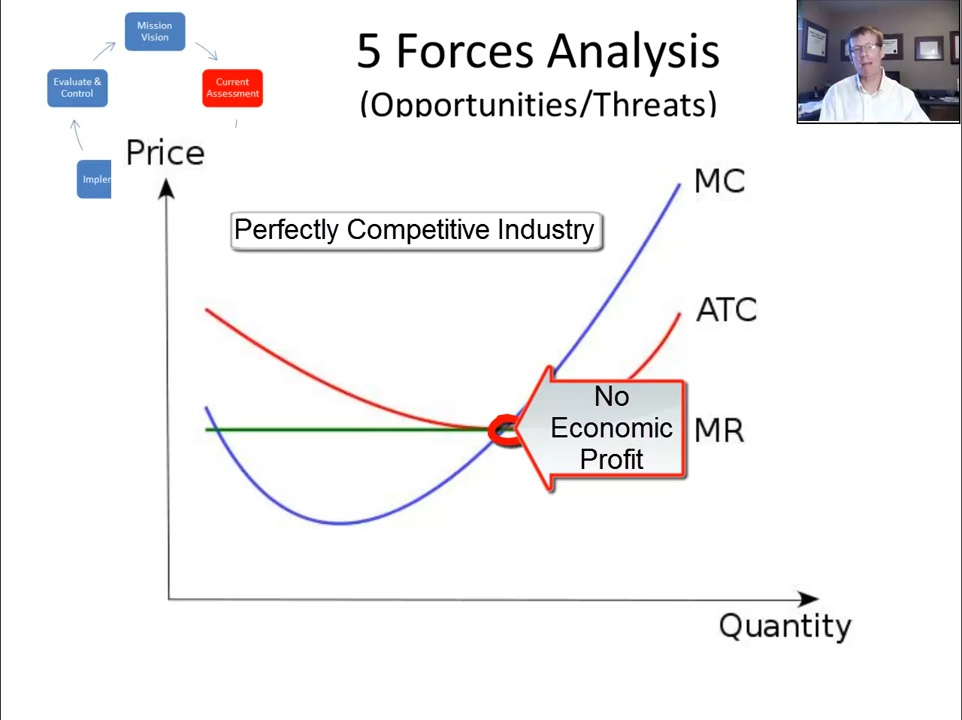 Mission
Vision
Evaluate &
Control
Current
Assessment
Implem
5 Forces Analysis
(Opportunities/Threats)
Price
Perfectly Competitive Industry
MC
ATC
No
Economic
Profit
MR
Quantity